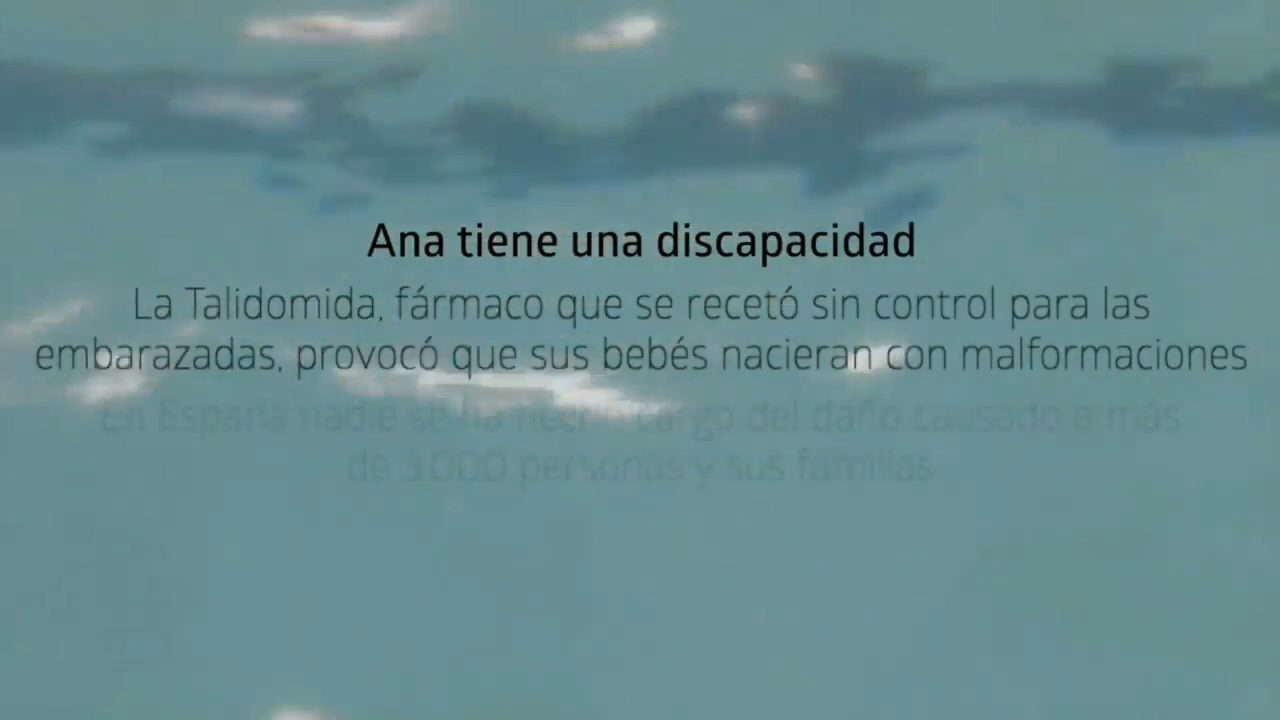 Ana tiene una discapacidad
La Talidomida, fármaco que se recetó sin control para las
embarazadas, provocó que sus bebés nacieran con malformaciones
En España nadie se ha hecho cargo del daño causado a más
de 3.000 personas y sus familias